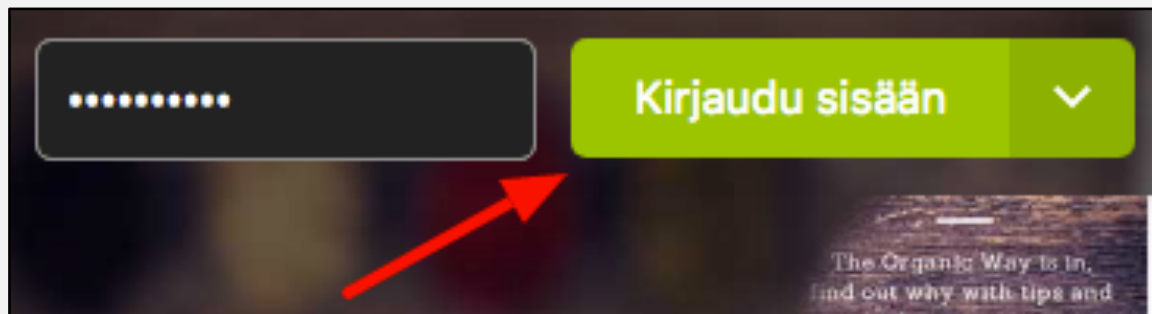 ••••••••••
Kirjaudu sisään
The Organic Way is in,
find out why with tips and